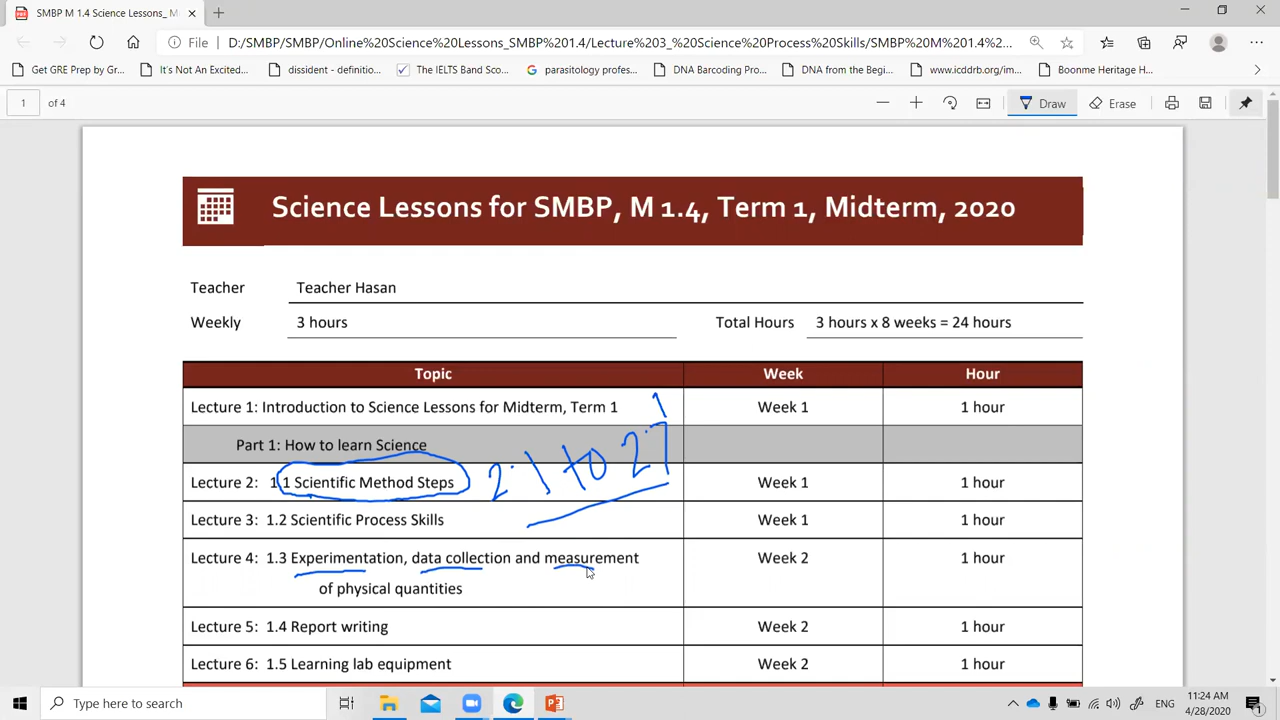 SMBP M 1.4 Science Lessons_ M
File D:/SMBP/SMBP/Online%20Science%20Lessons_SMBP%201.4/Lecture%203_%20Science%20Process%20Skills/SMBP%20M%201.4%2...
Get GRE Prep by Gr... It's Not An Excited... dissident - definitio... The IELTS Band Sco... parasitology profes... DNA Barcoding Pro... DNA from the Begi... www.icddrb.org/im... Boonme Heritage H...
1 of 4 Draw Erase
Science Lessons for SMBP, M 1.4, Term 1, Midterm, 2020
Teacher Teacher Hasan
Weekly 3 hours Total Hours 3 hours x 8 weeks = 24 hours
Topic Week Hour
Lecture 1: Introduction to Science Lessons for Midterm, Term 1 Week 1 1 hour
Part 1: How to learn Science
2.1 to 2.7
Lecture 2: 1.1 Scientific Method Steps Week 1 1 hour
Lecture 3: 1.2 Scientific Process Skills Week 1 1 hour
Lecture 4: 1.3 Experimentation, data collection and measurement Week 2 1 hour
of physical quantities
Lecture 5: 1.4 Report writing Week 2 1 hour
Lecture 6: 1.5 Learning lab equipment Week 2 1 hour
Type here to search ENG 11:24 AM
4/28/2020 1